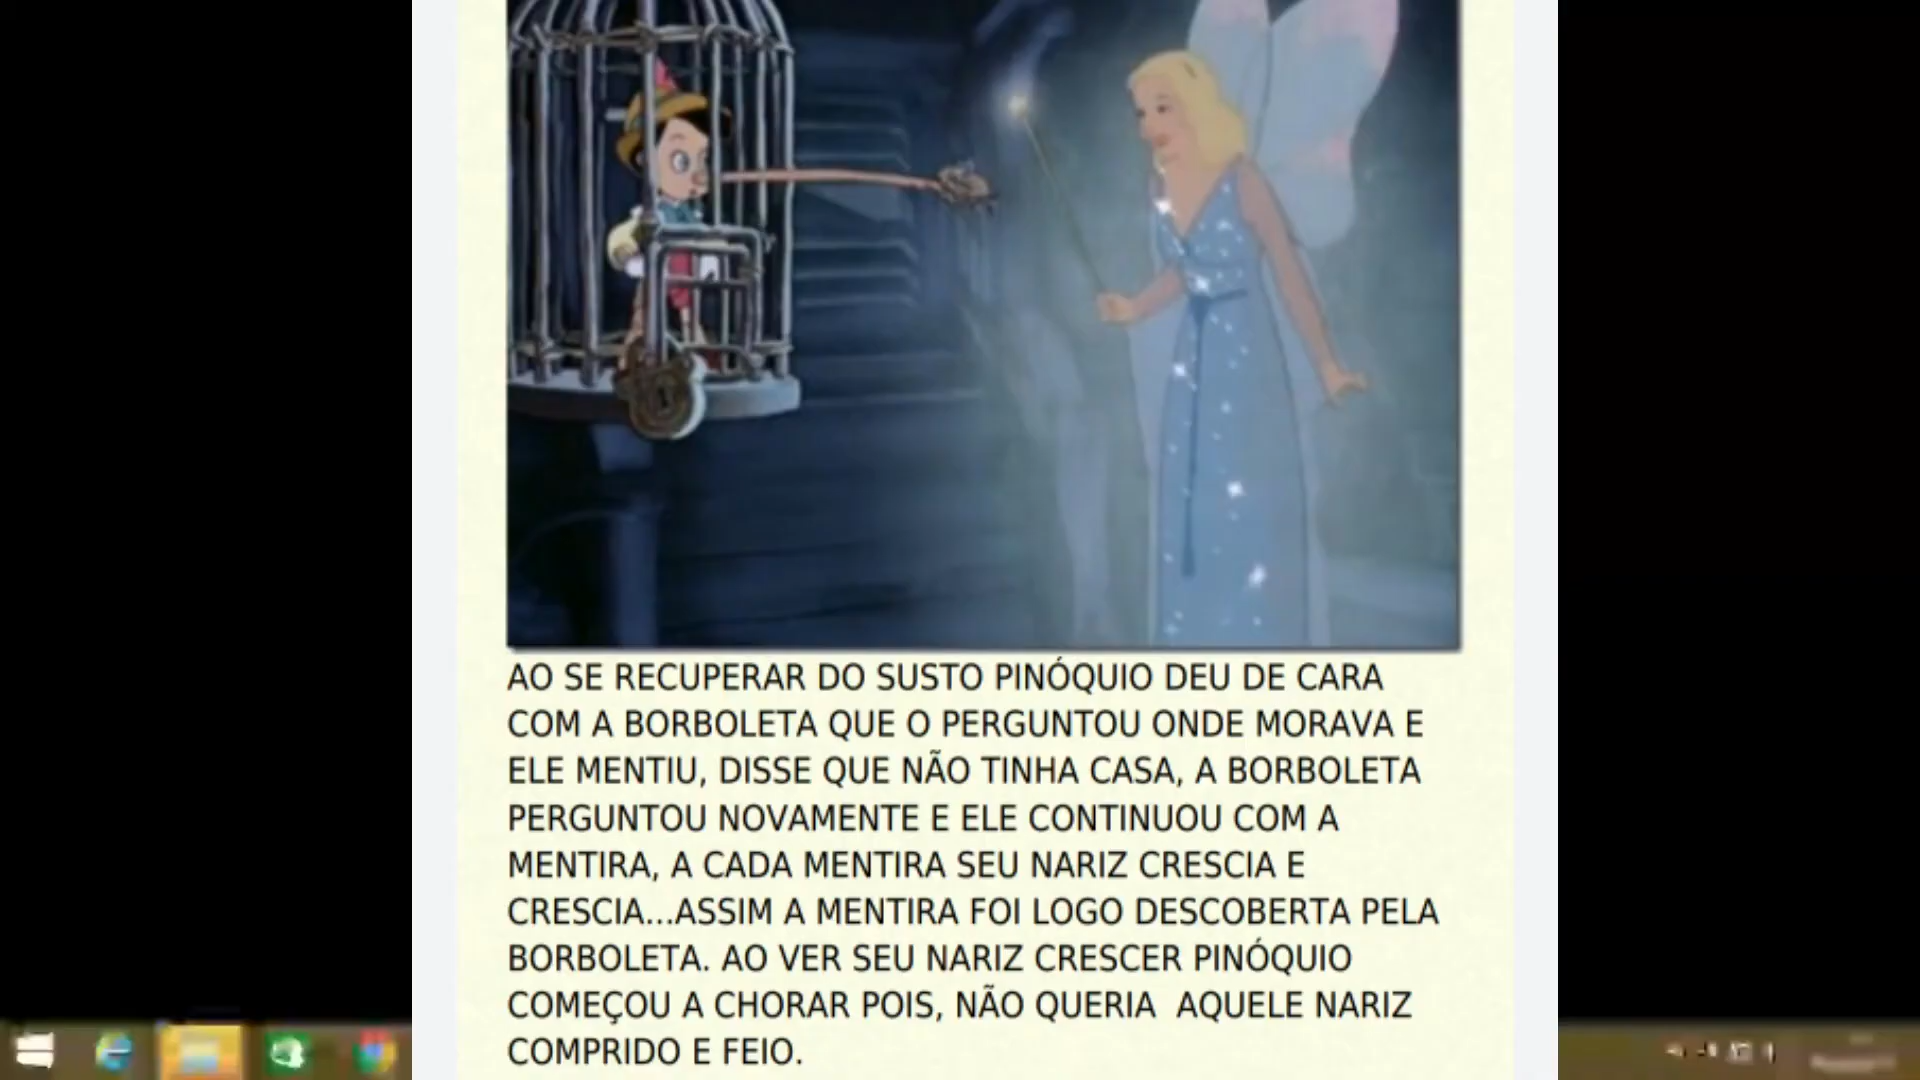 AO SE RECUPERAR DO SUSTO PINÓQUIO DEU DE CARA
COM A BORBOLETA QUE O PERGUNTOU ONDE MORAVA E
ELE MENTIU, DISSE QUE NÃO TINHA CASA, A BORBOLETA
PERGUNTOU NOVAMENTE E ELE CONTINUOU COM A
MENTIRA, A CADA MENTIRA SEU NARIZ CRESCIA E
CRESCIA...ASSIM A MENTIRA FOI LOGO DESCOBERTA PELA
BORBOLETA. AO VER SEU NARIZ CRESCER PINÓQUIO
COMEÇOU A CHORAR POIS, NÃO QUERIA  AQUELE NARIZ
COMPRIDO E FEIO.